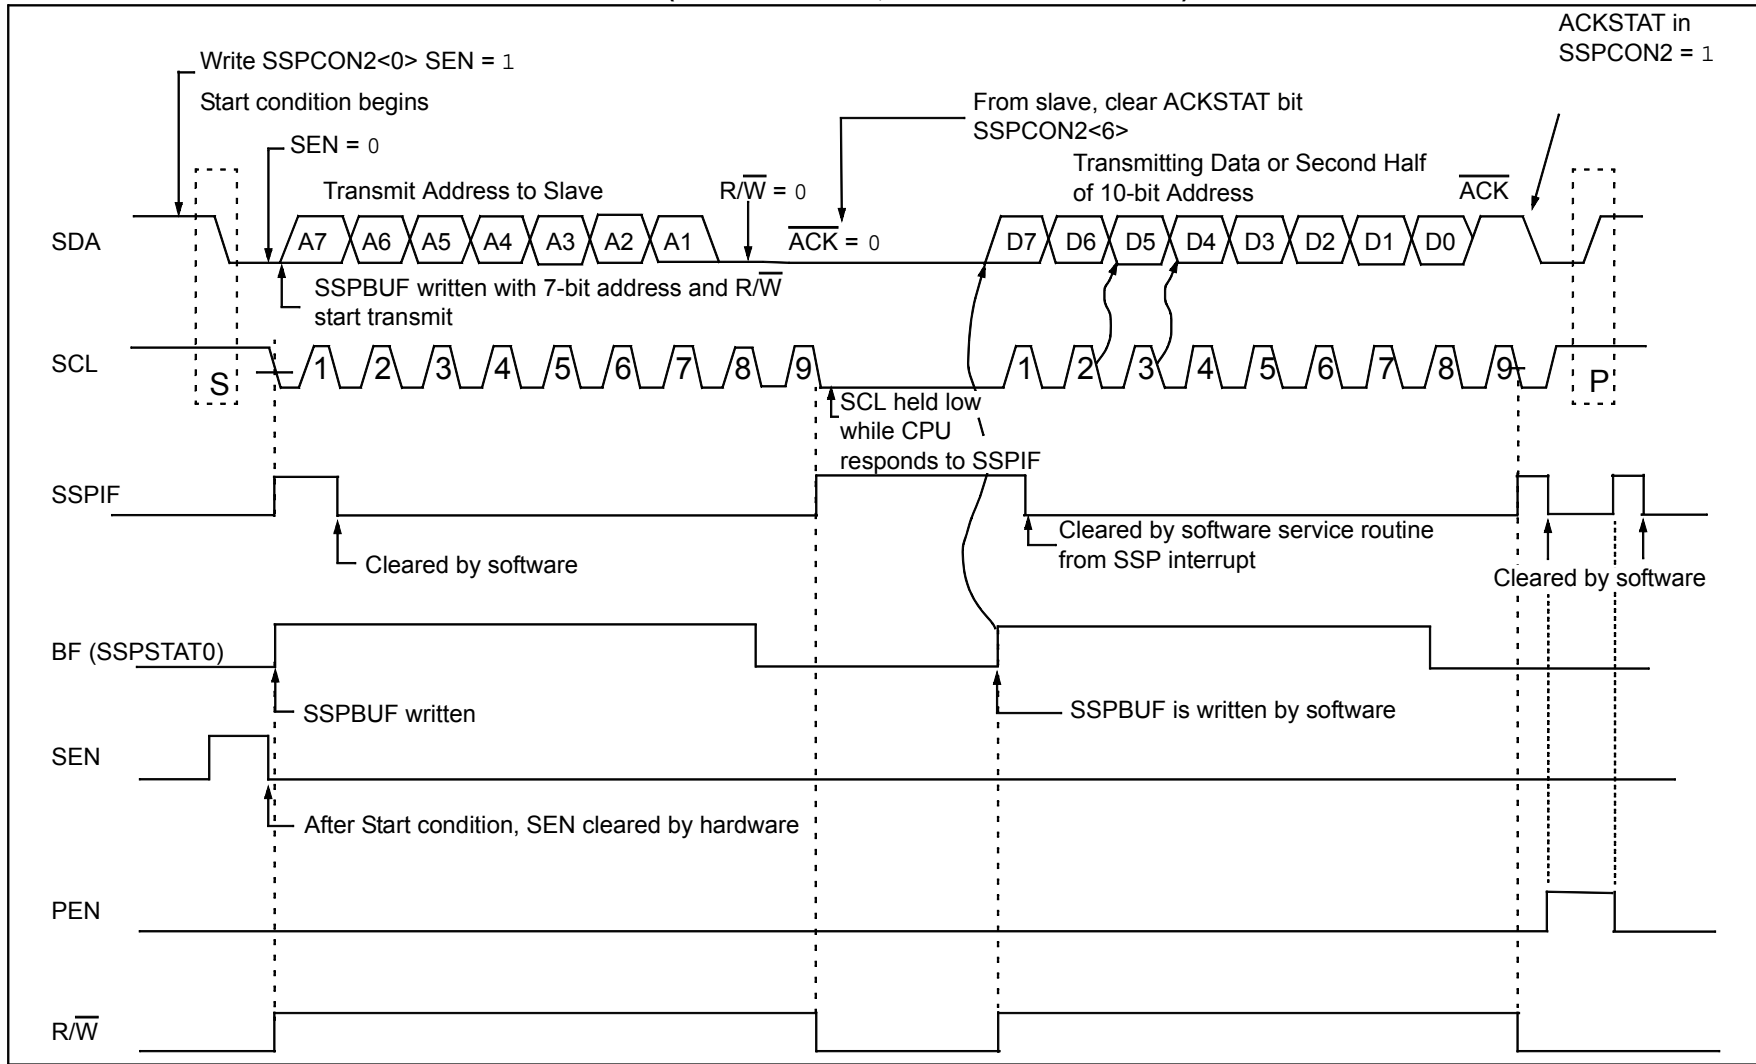 ACKSTAT in
SSPCON2 = 1
Write SSPCON2<0> SEN = 1
Start condition begins
From slave, clear ACKSTAT bit
SSPCON2<6>
SEN = 0
Transmit Address to Slave
R/W̅ = 0
Transmitting Data or Second Half
of 10-bit Address
A̅C̅K̅
SDA
A7 A6 A5 A4 A3 A2 A1
A̅C̅K̅ = 0
D7 D6 D5 D4 D3 D2 D1 D0
SSPBUF written with 7-bit address and R/W̅
start transmit
SCL
S
1 2 3 4 5 6 7 8 9
1 2 3 4 5 6 7 8 9
P
SCL held low
while CPU
responds to SSPIF
SSPIF
Cleared by software
Cleared by software service routine
from SSP interrupt
Cleared by software
BF (SSPSTAT0)
SSPBUF written
SSPBUF is written by software
SEN
After Start condition, SEN cleared by hardware
PEN
R/W̅